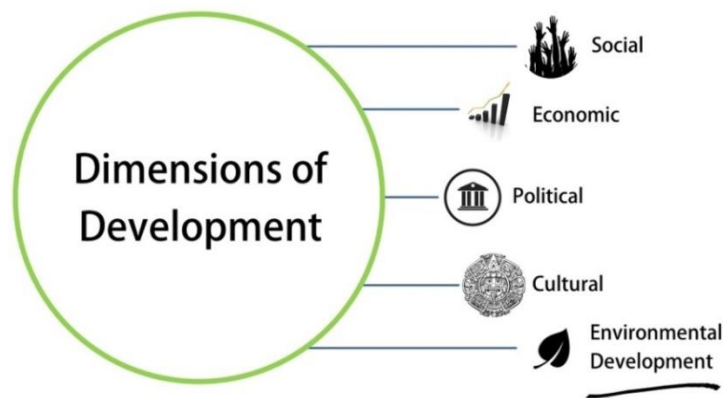 Dimensions of
Development
Social
Economic
Political
Cultural
Environmental
Development